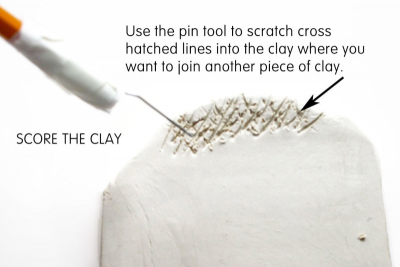 Use the pin tool to scratch cross
hatched lines into the clay where you
want to join another piece of clay.
SCORE THE CLAY